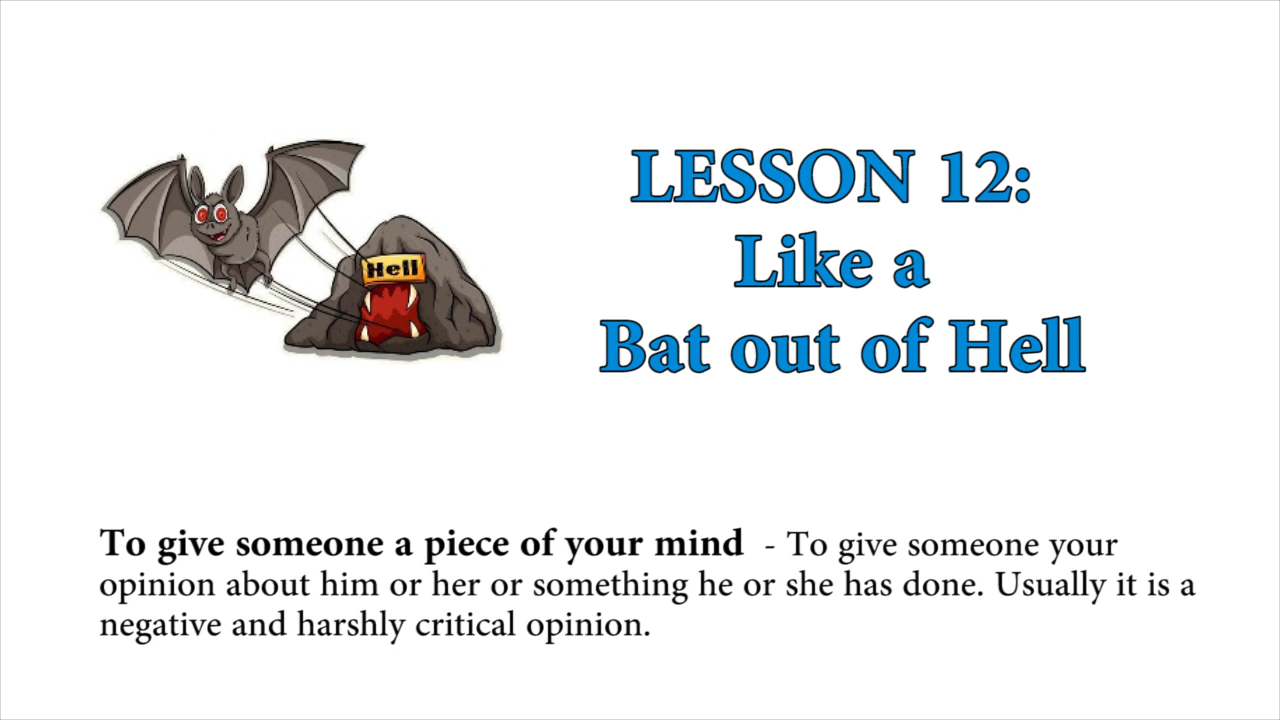 Hell
LESSON 12:
Like a
Bat out of Hell
To give someone a piece of your mind - To give someone your
opinion about him or her or something he or she has done. Usually it is a
negative and harshly critical opinion.